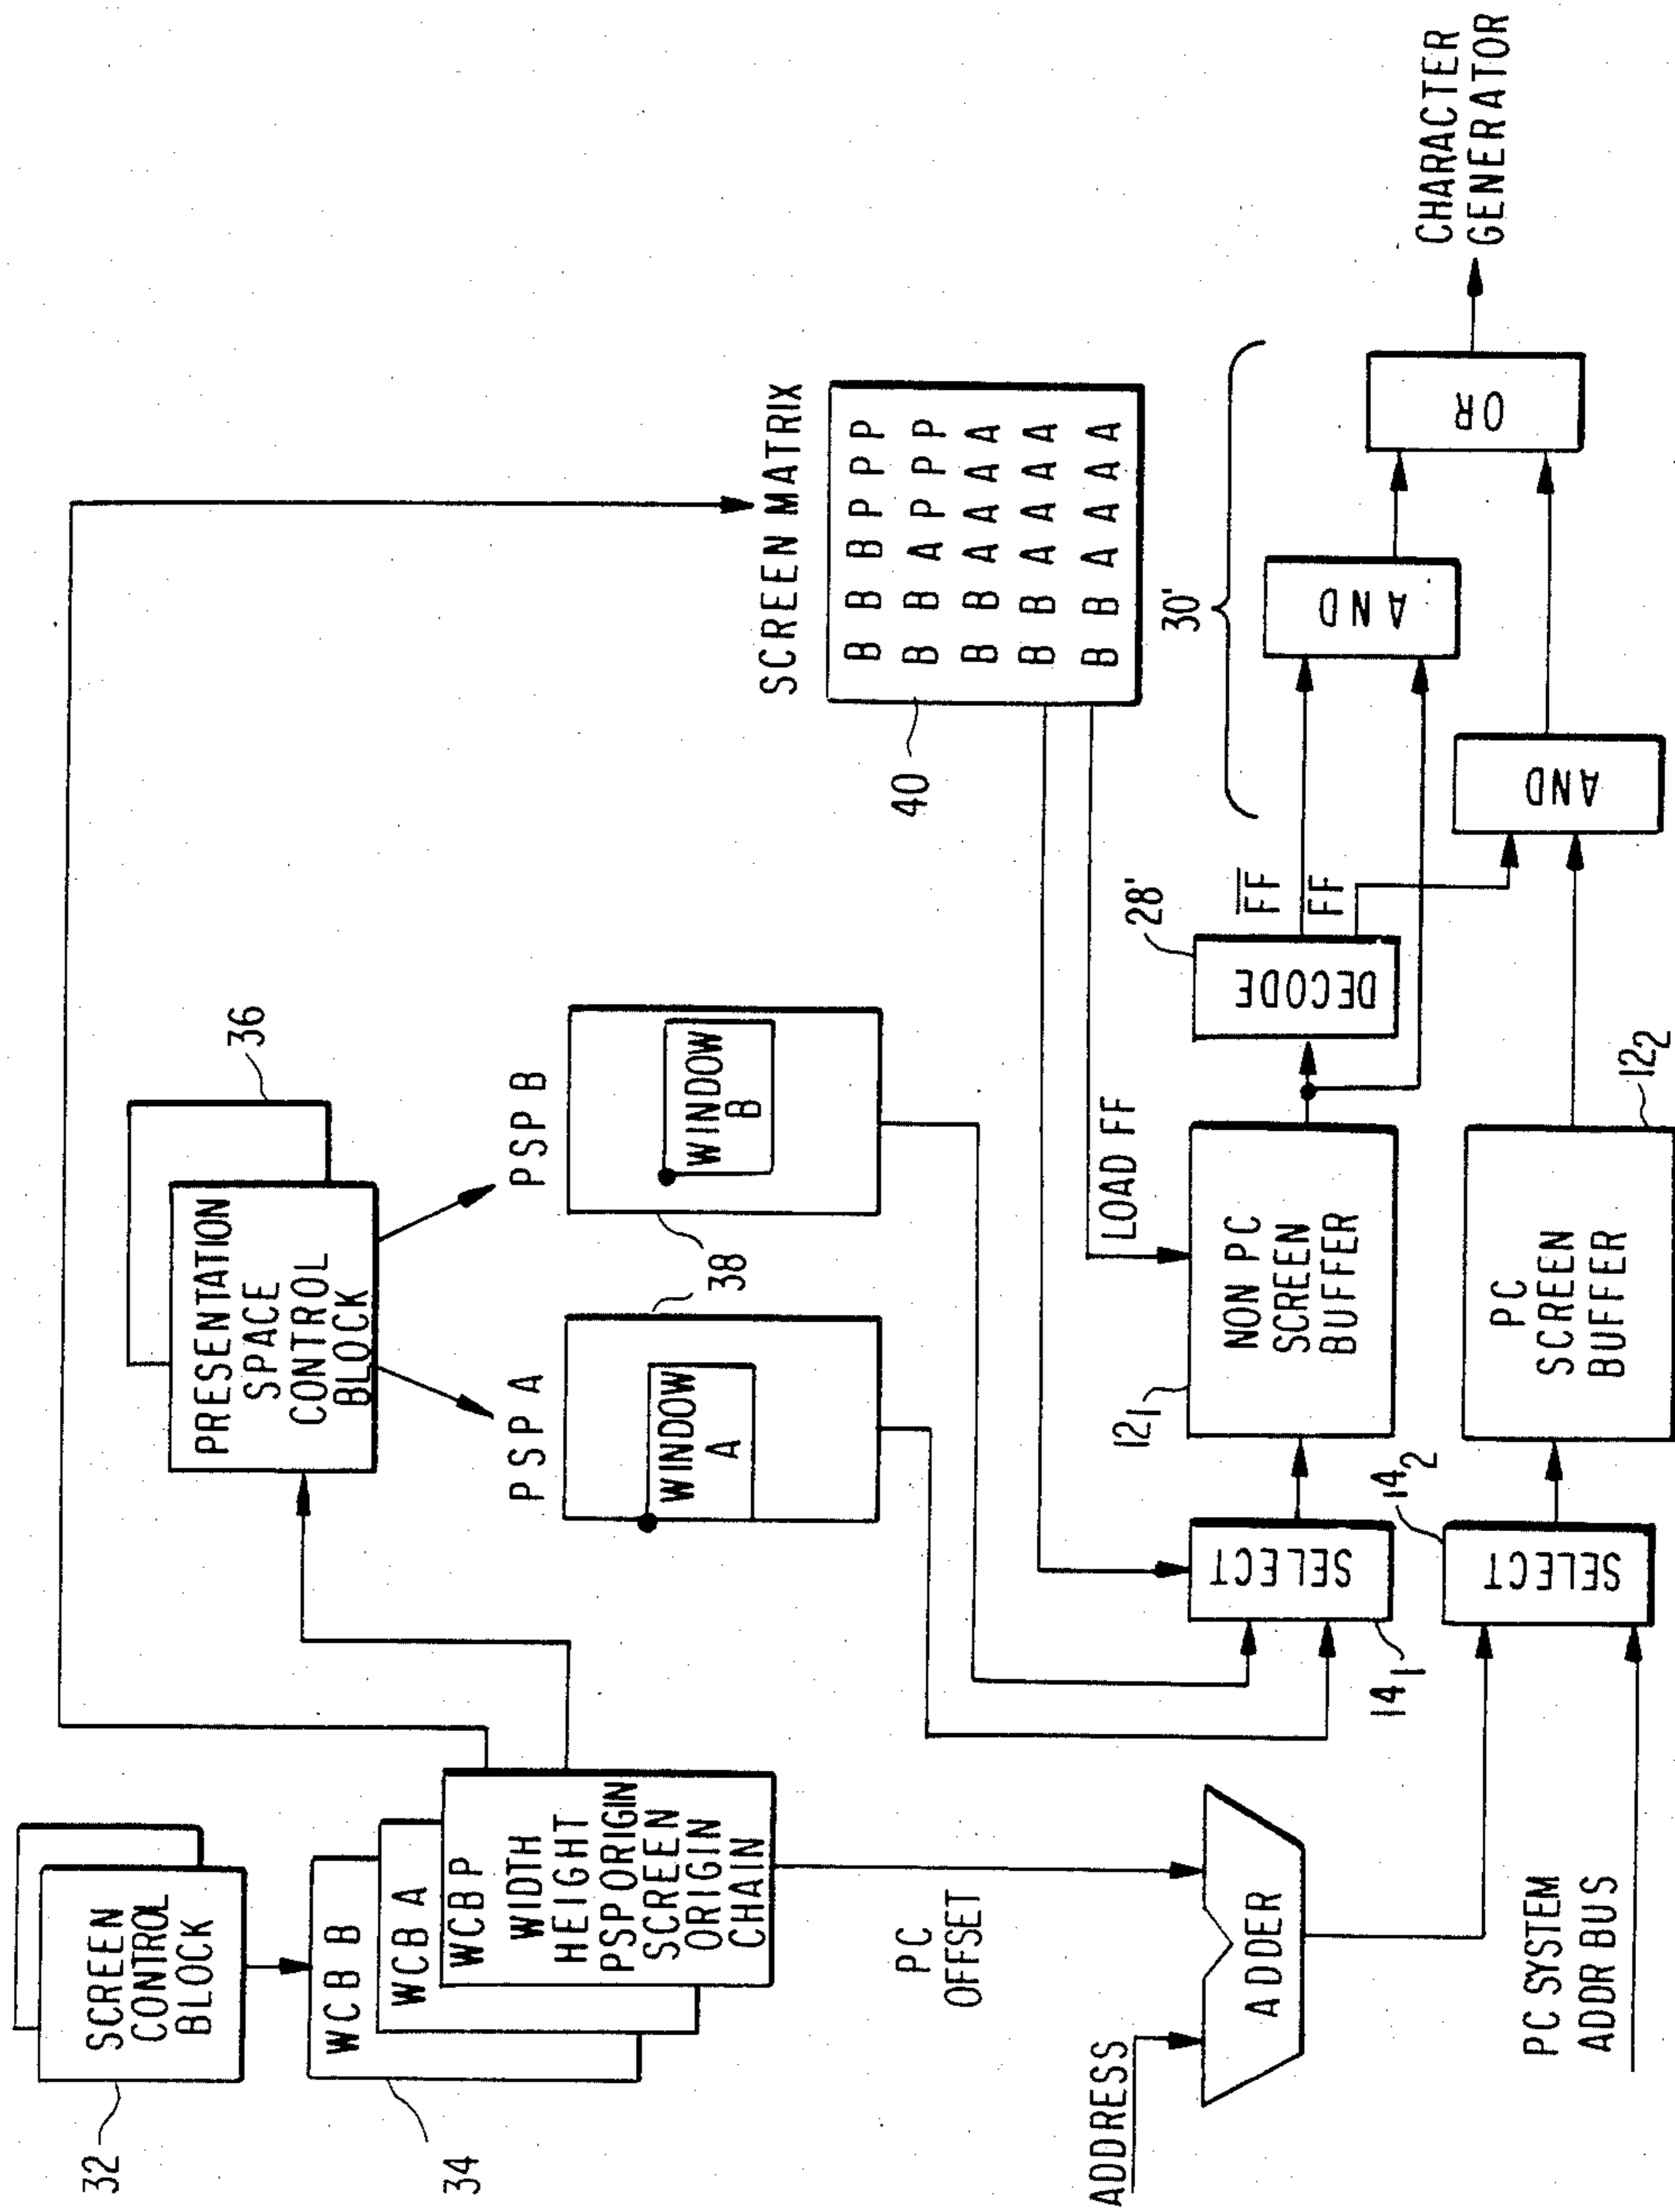 32
SCREEN
CONTROL
BLOCK
34
WCB B
WCB A
WCB P
WIDTH
HEIGHT
PSP ORIGIN
SCREEN
ORIGIN
CHAIN
36
PRESENTATION
SPACE
CONTROL
BLOCK
PSP A
WINDOW
A
38
PSP B
WINDOW
B
SCREEN MATRIX
B B B P P P
B B A P P P
B B A A A A
B B A A A A
B B A A A A
40
PC
OFFSET
ADDRESS
ADDER
PC SYSTEM
ADDR BUS
SELECT
14₁
SELECT
14₂
LOAD FF
12₁
NON PC
SCREEN
BUFFER
PC
SCREEN
BUFFER
12₂
28'
DECODE
F̅F̅
FF
30'
AND
AND
OR
CHARACTER
GENERATOR